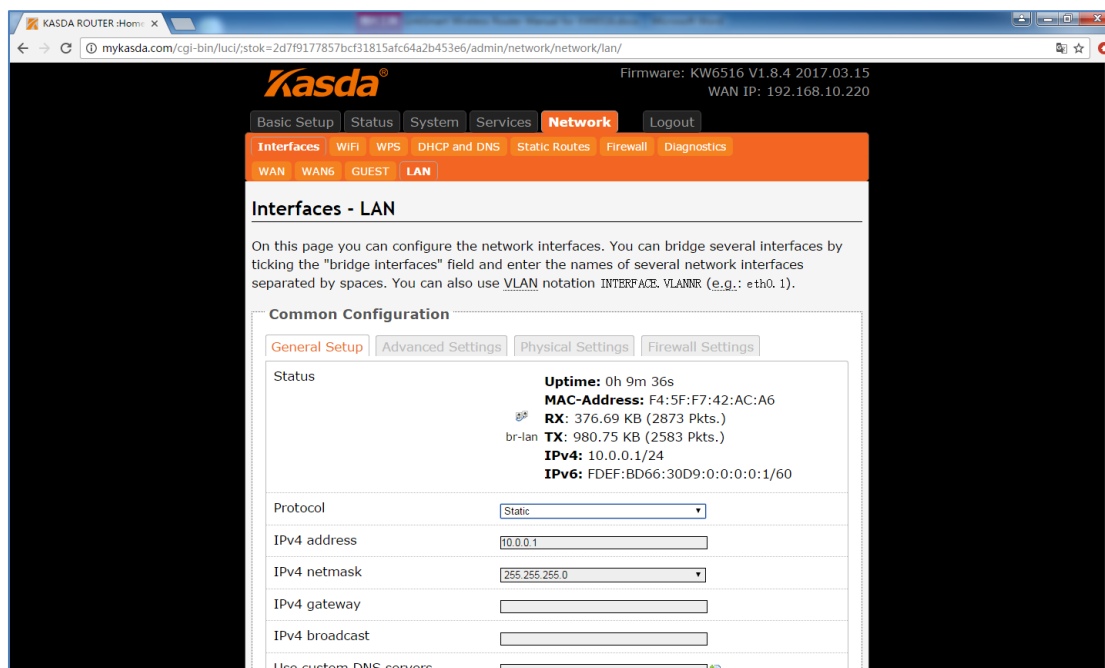 KASDA ROUTER :Home
mykasda.com/cgi-bin/luci/;stok=2d7f9177857bcf31815afc64a2b453e6/admin/network/network/lan/
Kasda®
Firmware: KW6516 V1.8.4 2017.03.15
WAN IP: 192.168.10.220
Basic Setup Status System Services Network Logout
Interfaces WiFi WPS DHCP and DNS Static Routes Firewall Diagnostics
WAN WAN6 GUEST LAN
Interfaces - LAN
On this page you can configure the network interfaces. You can bridge several interfaces by
ticking the "bridge interfaces" field and enter the names of several network interfaces
separated by spaces. You can also use VLAN notation INTERFACE.VLANNR (e.g.: eth0.1).
Common Configuration
General Setup Advanced Settings Physical Settings Firewall Settings
Status
Uptime: 0h 9m 36s
MAC-Address: F4:5F:F7:42:AC:A6
RX: 376.69 KB (2873 Pkts.)
br-lan TX: 980.75 KB (2583 Pkts.)
IPv4: 10.0.0.1/24
IPv6: FDEF:BD66:30D9:0:0:0:0:1/60
Protocol Static
IPv4 address 10.0.0.1
IPv4 netmask 255.255.255.0
IPv4 gateway
IPv4 broadcast
Use custom DNS servers